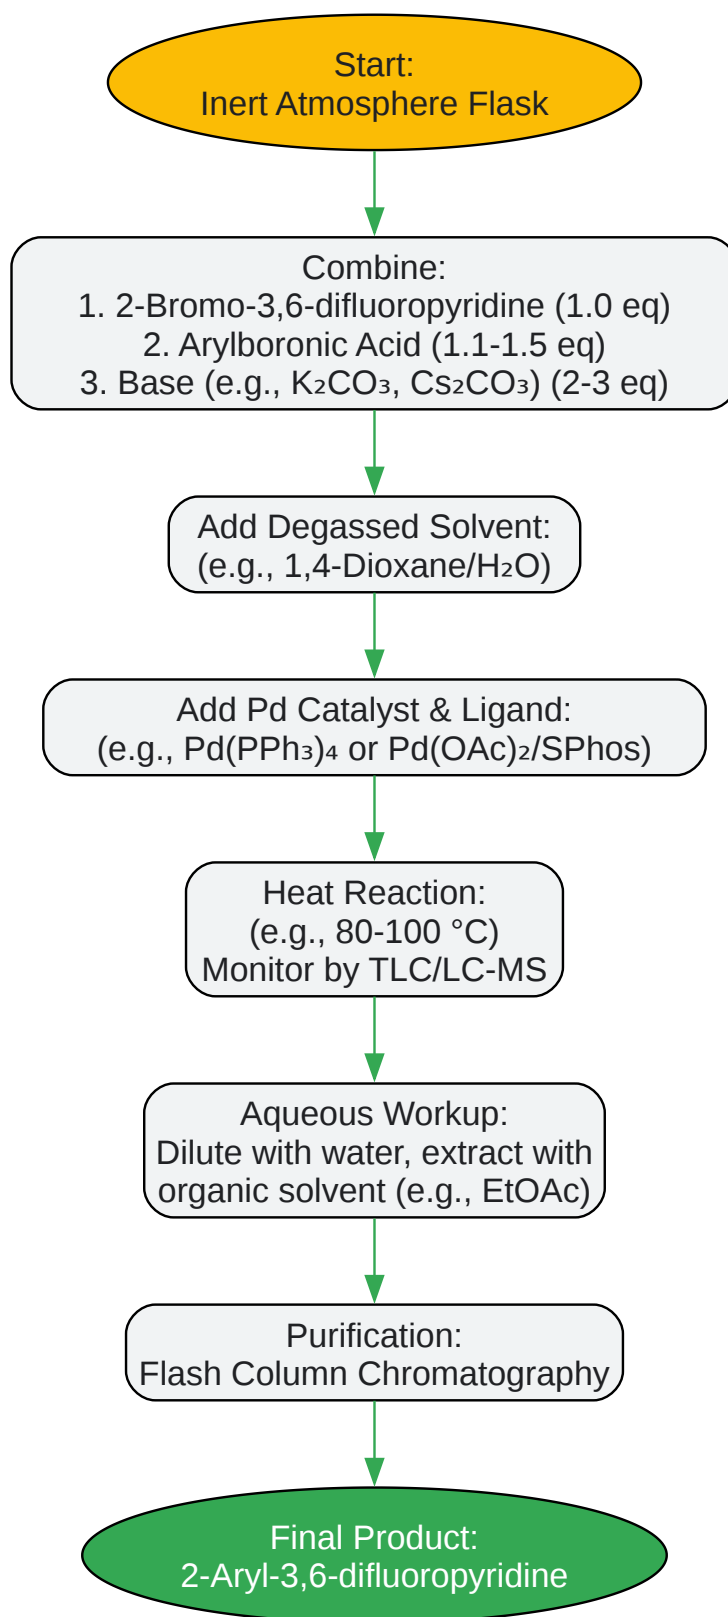 Start:
Inert Atmosphere Flask
Combine:
1. 2-Bromo-3,6-difluoropyridine (1.0 eq)
2. Arylboronic Acid (1.1-1.5 eq)
3. Base (e.g., K₂CO₃, Cs₂CO₃) (2-3 eq)
Add Degassed Solvent:
(e.g., 1,4-Dioxane/H₂O)
Add Pd Catalyst & Ligand:
(e.g., Pd(PPh₃)₄ or Pd(OAc)₂/SPhos)
Heat Reaction:
(e.g., 80-100 °C)
Monitor by TLC/LC-MS
Aqueous Workup:
Dilute with water, extract with
organic solvent (e.g., EtOAc)
Purification:
Flash Column Chromatography
Final Product:
2-Aryl-3,6-difluoropyridine